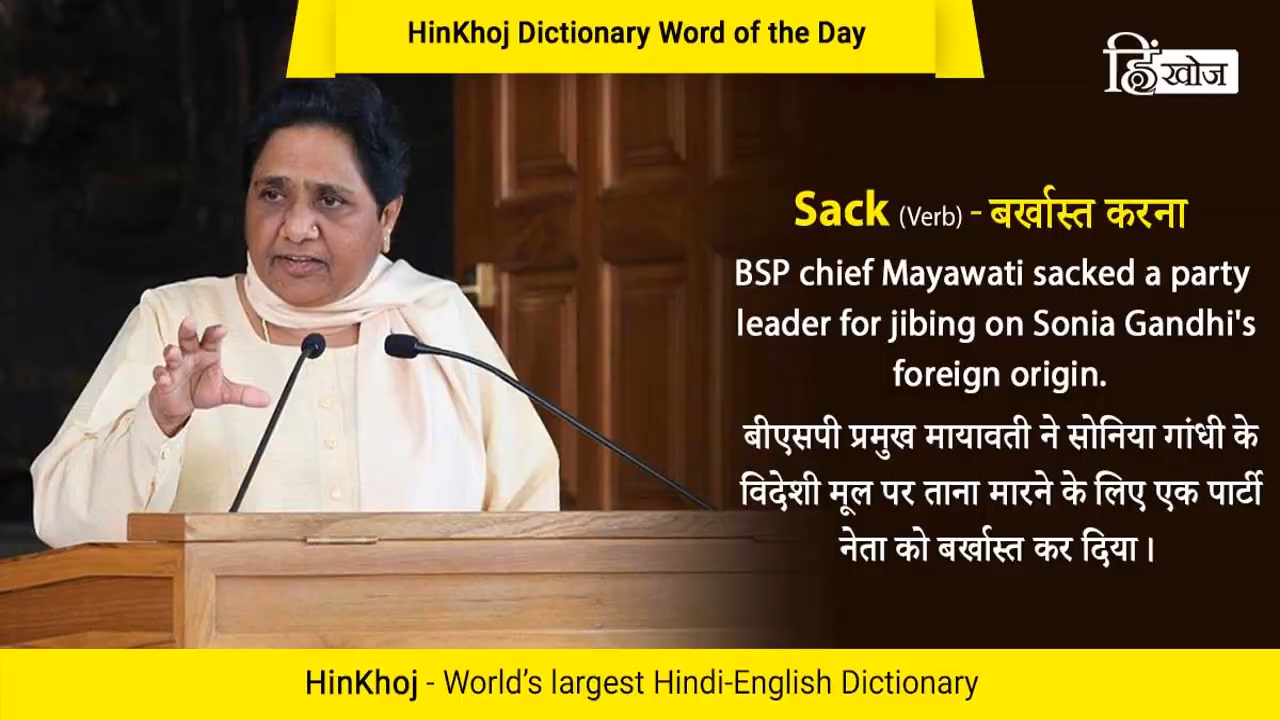 HinKhoj Dictionary Word of the Day
हिंखोज
Sack (Verb) - बर्खास्त करना
BSP chief Mayawati sacked a party
leader for jibing on Sonia Gandhi's
foreign origin.
बीएसपी प्रमुख मायावती ने सोनिया गांधी के
विदेशी मूल पर ताना मारने के लिए एक पार्टी
नेता को बर्खास्त कर दिया।
HinKhoj - World’s largest Hindi-English Dictionary